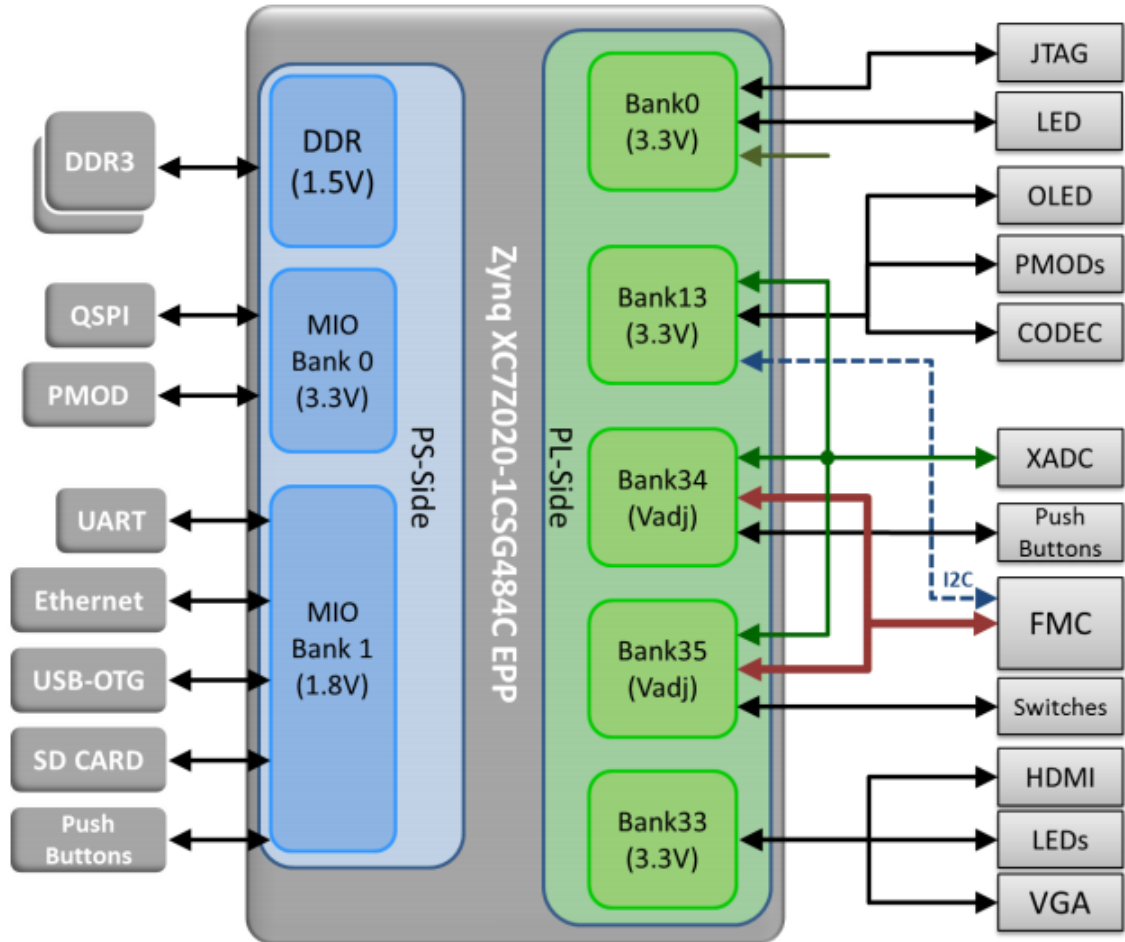 DDR3
QSPI
PMOD
UART
Ethernet
USB-OTG
SD CARD
Push
Buttons
DDR
(1.5V)
MIO
Bank 0
(3.3V)
MIO
Bank 1
(1.8V)
PS-Side
Zynq XC7Z020-1CSG484C EPP
PL-Side
Bank0
(3.3V)
Bank13
(3.3V)
Bank34
(Vadj)
Bank35
(Vadj)
Bank33
(3.3V)
JTAG
LED
OLED
PMODs
CODEC
XADC
Push
Buttons
I2C
FMC
Switches
HDMI
LEDs
VGA